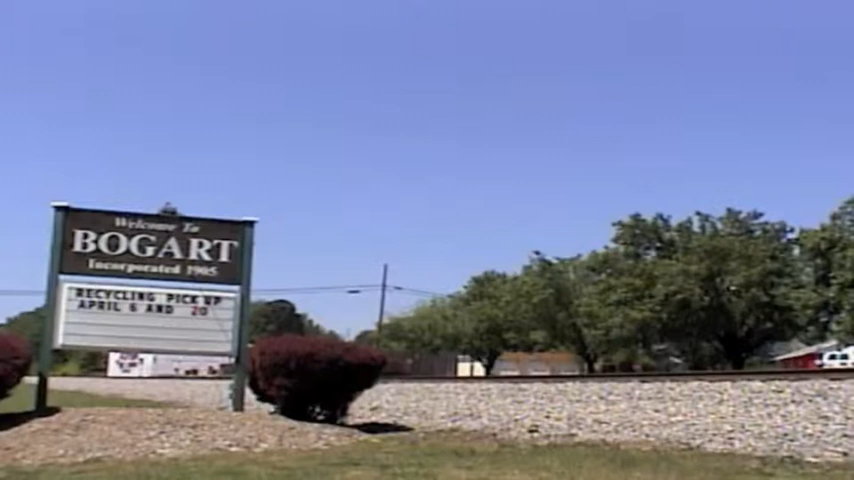 Welcome To
BOGART
Incorporated 1905
RECYCLING PICK UP
APRIL 6 AND 20